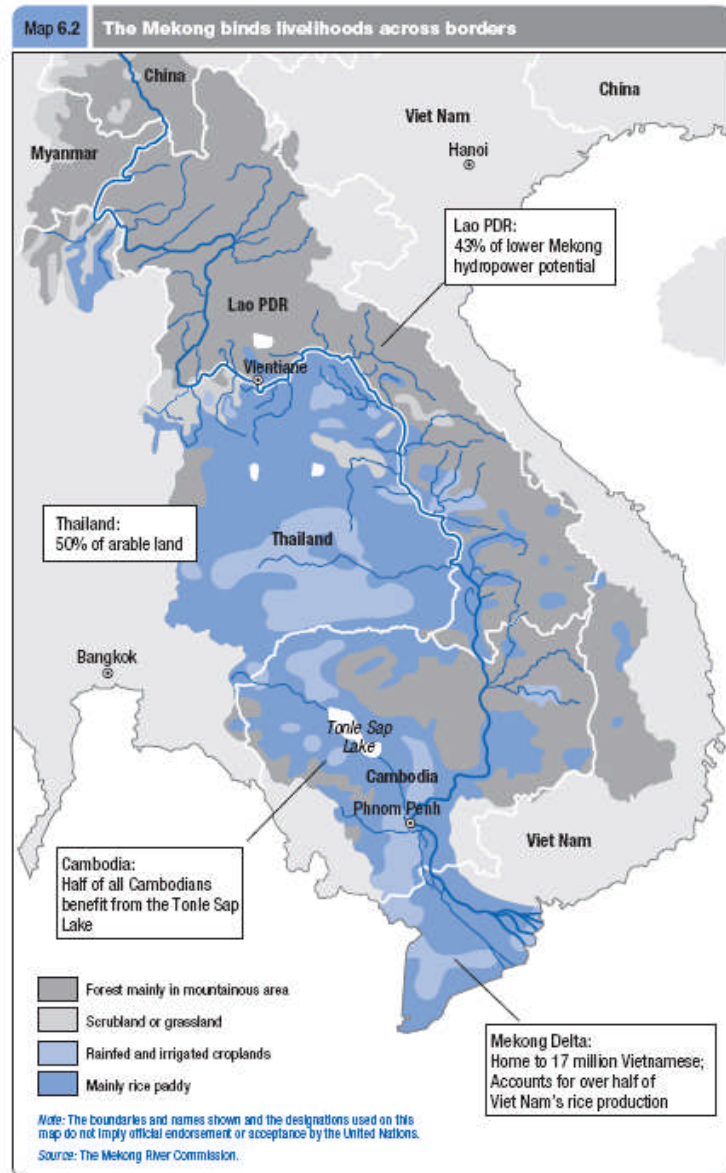 Map 6.2
The Mekong binds livelihoods across borders
China
China
Viet Nam
Myanmar
Hanoi
Lao PDR:
43% of lower Mekong
hydropower potential
Lao PDR
Vientiane
Thailand:
50% of arable land
Thailand
Bangkok
Tonle Sap
Lake
Cambodia
Phnom Penh
Viet Nam
Cambodia:
Half of all Cambodians
benefit from the Tonle Sap
Lake
Forest mainly in mountainous area
Scrubland or grassland
Rainfed and irrigated croplands
Mainly rice paddy
Mekong Delta:
Home to 17 million Vietnamese;
Accounts for over half of
Viet Nam's rice production
Note: The boundaries and names shown and the designations used on this
map do not imply official endorsement or acceptance by the United Nations.
Source: The Mekong River Commission.